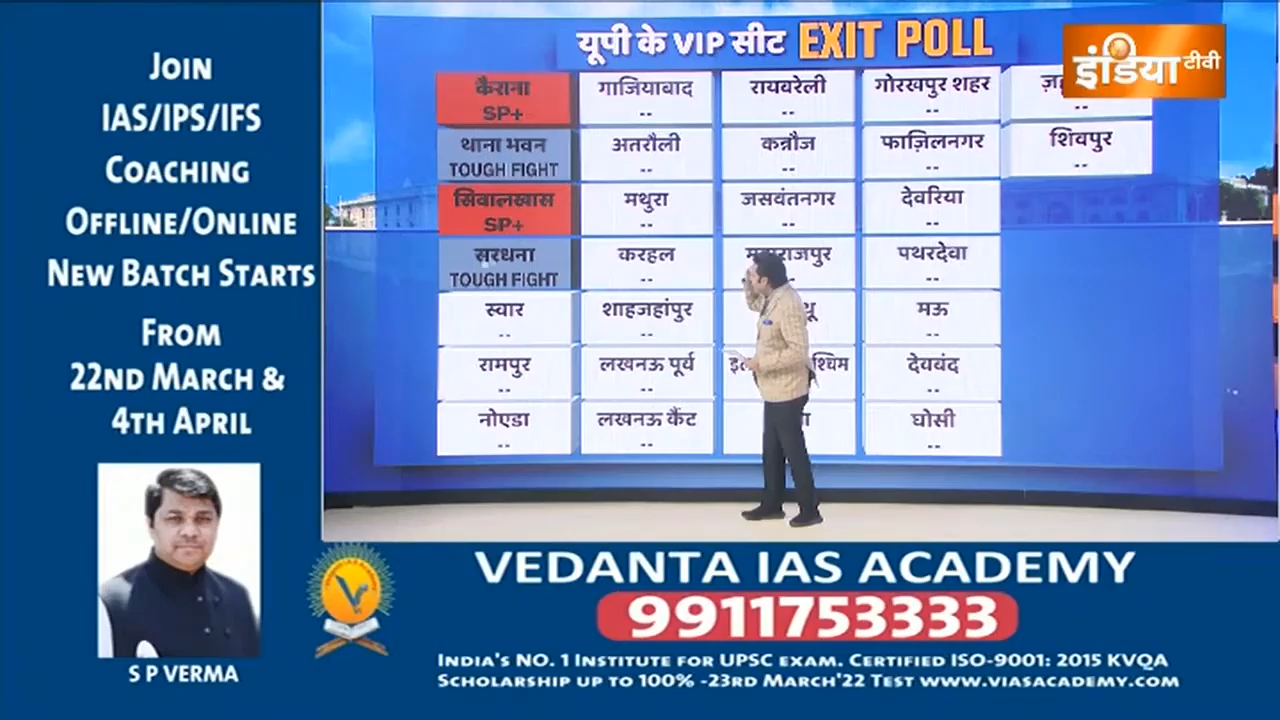 JOIN
IAS/IPS/IFS
COACHING
OFFLINE/ONLINE
NEW BATCH STARTS
FROM
22ND MARCH &
4TH APRIL
S P VERMA
यूपी के VIP सीट EXIT POLL
इंडिया टीवी
कैराना
SP+
थाना भवन
TOUGH FIGHT
सिवालखास
SP+
सरधना
TOUGH FIGHT
स्वार
--
रामपुर
--
नोएडा
--
गाजियाबाद
--
अतरौली
--
मथुरा
--
करहल
--
शाहजहांपुर
--
लखनऊ पूर्व
--
लखनऊ कैंट
--
रायबरेली
--
कन्नौज
--
जसवंतनगर
--
गोरखपुर शहर
--
फाज़िलनगर
--
देवरिया
--
पथरदेवा
--
मऊ
--
देवबंद
--
घोसी
--
शिवपुर
--
VEDANTA IAS ACADEMY
9911753333
INDIA'S NO. 1 INSTITUTE FOR UPSC EXAM. CERTIFIED ISO-9001: 2015 KVQA
SCHOLARSHIP UP TO 100% -23RD MARCH'22 TEST WWW.VIASACADEMY.COM